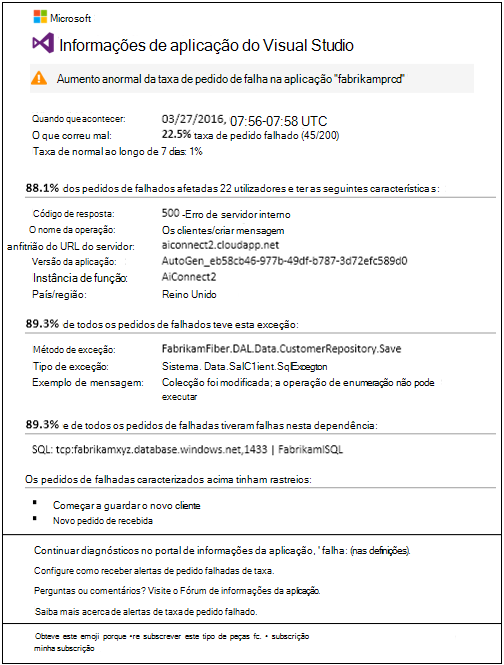 Microsoft
Informações de aplicação do Visual Studio
Aumento anormal da taxa de pedido de falha na aplicação "fabrikamprod"
Quando que acontecer: 03/27/2016, 07:56-07:58 UTC
O que correu mal: 22.5% taxa de pedido falhado (45/200)
Taxa de normal ao longo de 7 dias: 1%
88.1% dos pedidos de falhados afetadas 22 utilizadores e ter as seguintes características:
Código de resposta: 500 -Erro de servidor interno
O nome da operação: Os clientes/criar mensagem
anfitrião do URL do servidor: aiconnect2.cloudapp.net
Versão da aplicação: AutoGen_eb58cb46-977b-49df-b787-3d72efc589d0
Instância de função: AiConnect2
País/região: Reino Unido
89.3% de todos os pedidos de falhados teve esta exceção:
Método de exceção: FabrikamFiber.DAL.Data.CustomerRepository.Save
Tipo de exceção: Sistema. Data.SalC1ient.SqlException
Exemplo de mensagem: Colecção foi modificada; a operação de enumeração não pode
executar
89.3% e de todos os pedidos de falhados tiveram falhas nesta dependência:
SQL: tcp:fabrikamxyz.database.windows.net,1433 | FabrikamISQL
Os pedidos de falhadas caracterizados acima tinham rastreios:
▪ Começar a guardar o novo cliente
▪ Novo pedido de recebida
Continuar diagnósticos no portal de informações da aplicação, ' falha: (nas definições).
Configure como receber alertas de pedido falhadas de taxa.
Perguntas ou comentários? Visite o Fórum de informações da aplicação.
Saiba mais acerca de alertas de taxa de pedido falhado.
Obteve este emoji porque •re subscrever este tipo de peças fc. • subscrição
minha subscrição